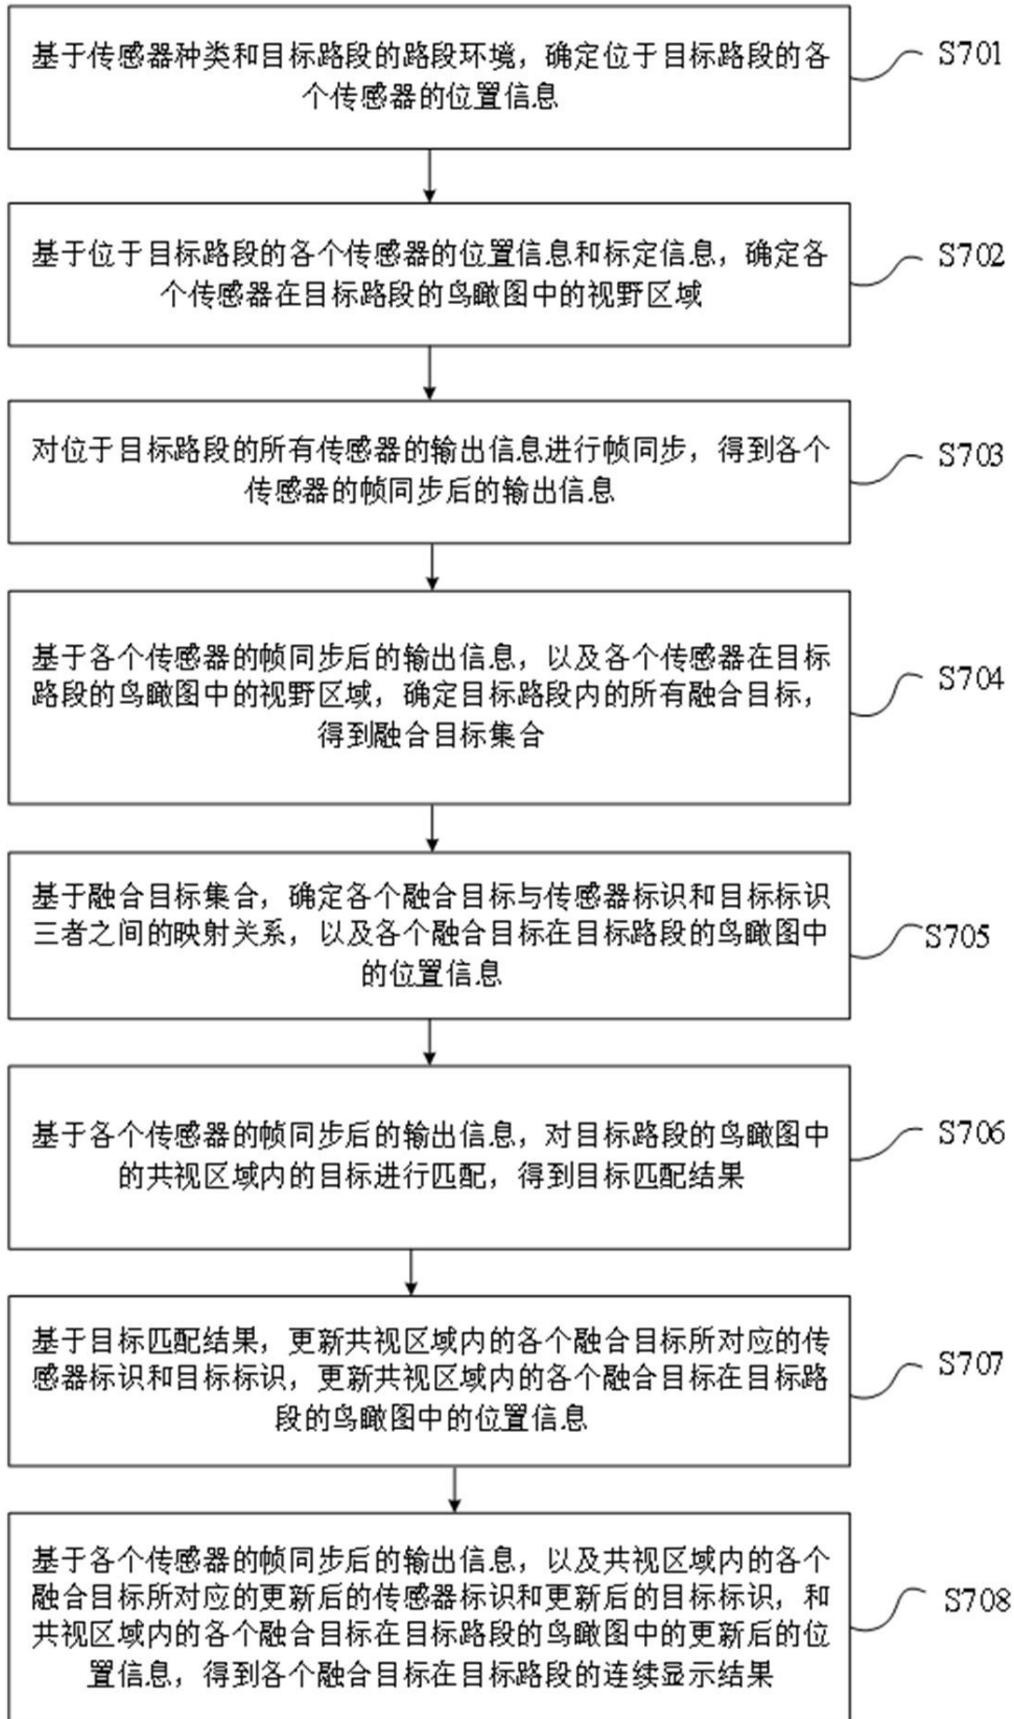 基于传感器种类和目标路段的路段环境，确定位于目标路段的各
个传感器的位置信息
S701
基于位于目标路段的各个传感器的位置信息和标定信息，确定各
个传感器在目标路段的鸟瞰图中的视野区域
S702
对位于目标路段的所有传感器的输出信息进行帧同步，得到各个
传感器的帧同步后的输出信息
S703
基于各个传感器的帧同步后的输出信息，以及各个传感器在目标
路段的鸟瞰图中的视野区域，确定目标路段内的所有融合目标，
得到融合目标集合
S704
基于融合目标集合，确定各个融合目标与传感器标识和目标标识
三者之间的映射关系，以及各个融合目标在目标路段的鸟瞰图中
的位置信息
S705
基于各个传感器的帧同步后的输出信息，对目标路段的鸟瞰图中
的共视区域内的目标进行匹配，得到目标匹配结果
S706
基于目标匹配结果，更新共视区域内的各个融合目标所对应的传
感器标识和目标标识，更新共视区域内的各个融合目标在目标路
段的鸟瞰图中的位置信息
S707
基于各个传感器的帧同步后的输出信息，以及共视区域内的各个
融合目标所对应的更新后的传感器标识和更新后的目标标识，和
共视区域内的各个融合目标在目标路段的鸟瞰图中的更新后的位
置信息，得到各个融合目标在目标路段的连续显示结果
S708